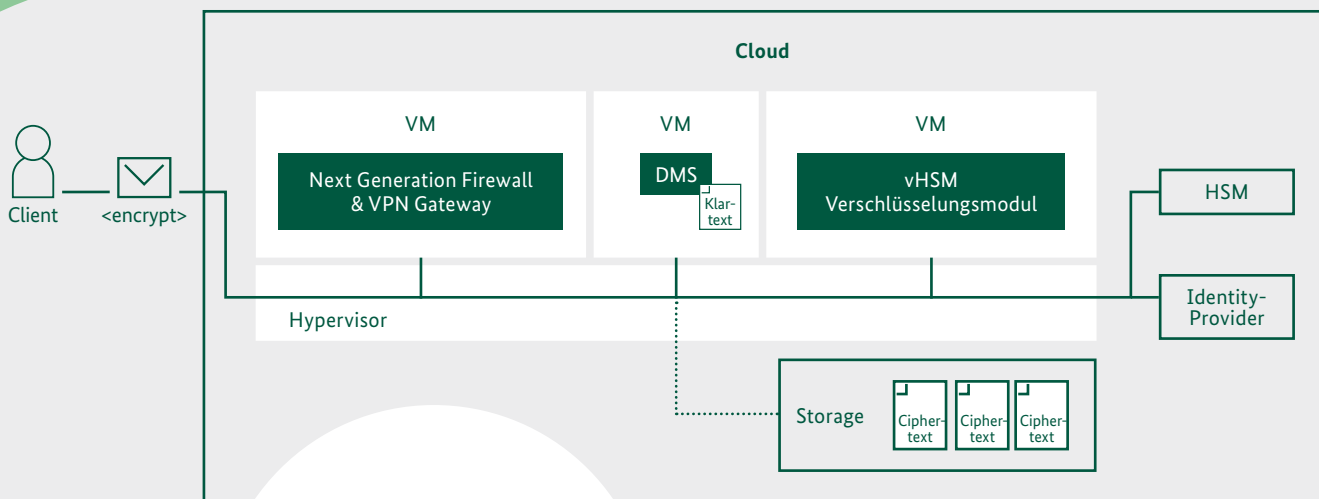 Cloud
VM
Next Generation Firewall
& VPN Gateway
VM
DMS
Klar-
text
VM
vHSM
Verschlüsselungsmodul
Client
<encrypt>
HSM
Identity-
Provider
Hypervisor
Storage
Cipher-
text
Cipher-
text
Cipher-
text